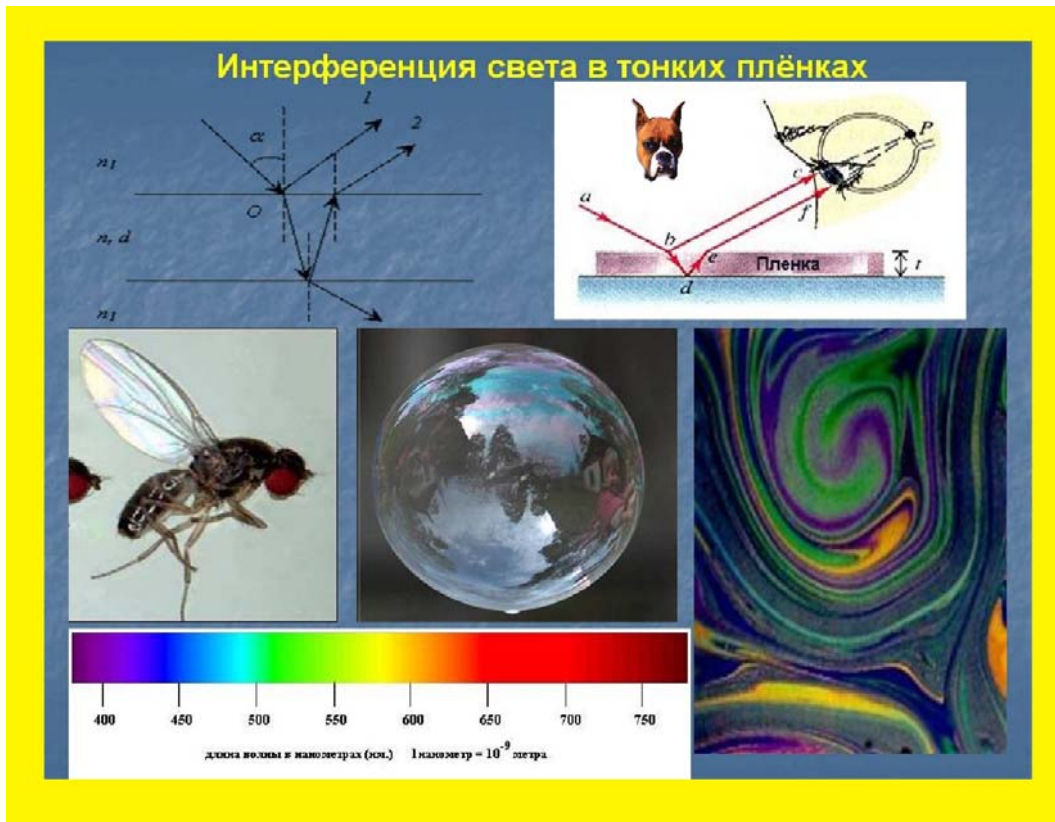 Интерференция света в тонких плёнках
1
2
α
n₁
O
n, d
n₁
P
c
a
f
b
e
Пленка
t
d
400 450 500 550 600 650 700 750
длина волны в нанометрах (нм.) 1 нанометр = 10⁻⁹ метра